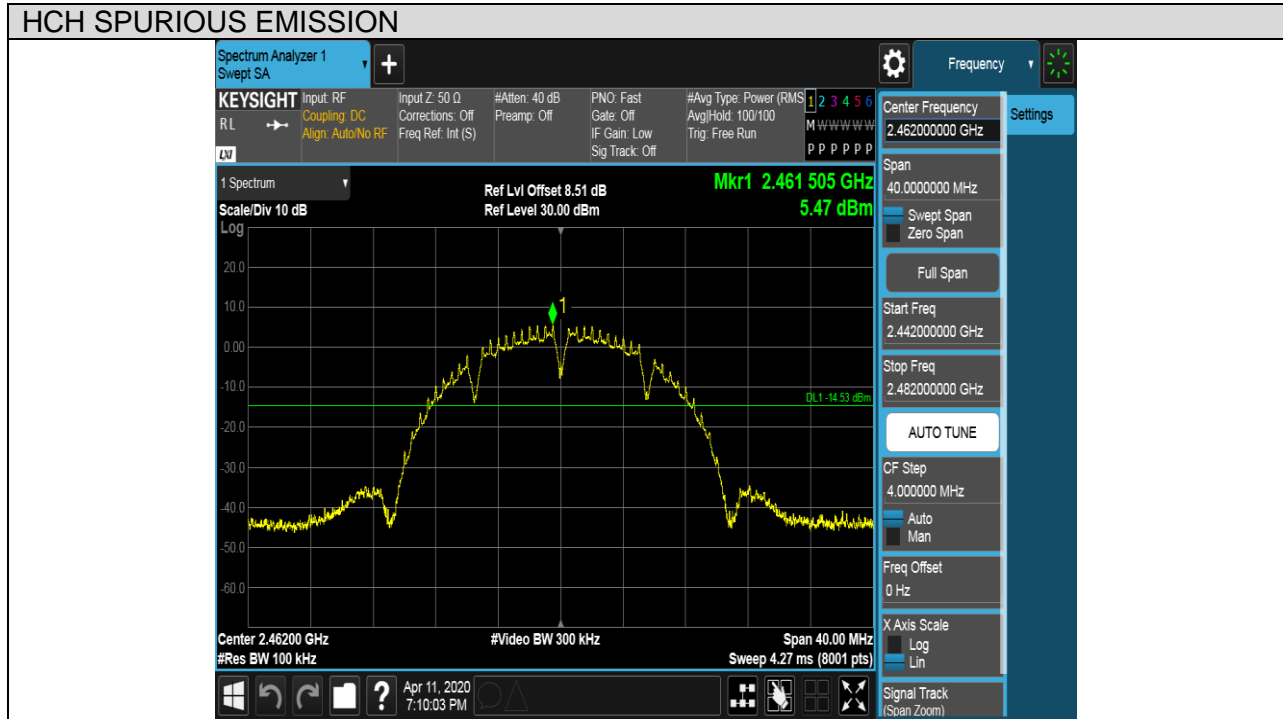 HCH SPURIOUS EMISSION
Spectrum Analyzer 1
Swept SA
+
Frequency
KEYSIGHT
RL
LXI
Input: RF
Coupling: DC
Align: Auto/No RF
Input Z: 50 Ω
Corrections: Off
Freq Ref: Int (S)
#Atten: 40 dB
Preamp: Off
PNO: Fast
Gate: Off
IF Gain: Low
Sig Track: Off
#Avg Type: Power (RMS
Avg|Hold: 100/100
Trig: Free Run
1 2 3 4 5 6
M W W W W W
P P P P P P
1 Spectrum
Scale/Div 10 dB
Ref Lvl Offset 8.51 dB
Ref Level 30.00 dBm
Mkr1 2.461 505 GHz
5.47 dBm
Log
20.0
10.0
0.00
-10.0
-20.0
-30.0
-40.0
-50.0
-60.0
1
DL1 -14.53 dBm
Center 2.46200 GHz
#Res BW 100 kHz
#Video BW 300 kHz
Span 40.00 MHz
Sweep 4.27 ms (8001 pts)
?
Apr 11, 2020
7:10:03 PM
Center Frequency
2.462000000 GHz
Settings
Span
40.0000000 MHz
Swept Span
Zero Span
Full Span
Start Freq
2.442000000 GHz
Stop Freq
2.482000000 GHz
AUTO TUNE
CF Step
4.000000 MHz
Auto
Man
Freq Offset
0 Hz
X Axis Scale
Log
Lin
Signal Track
(Span Zoom)